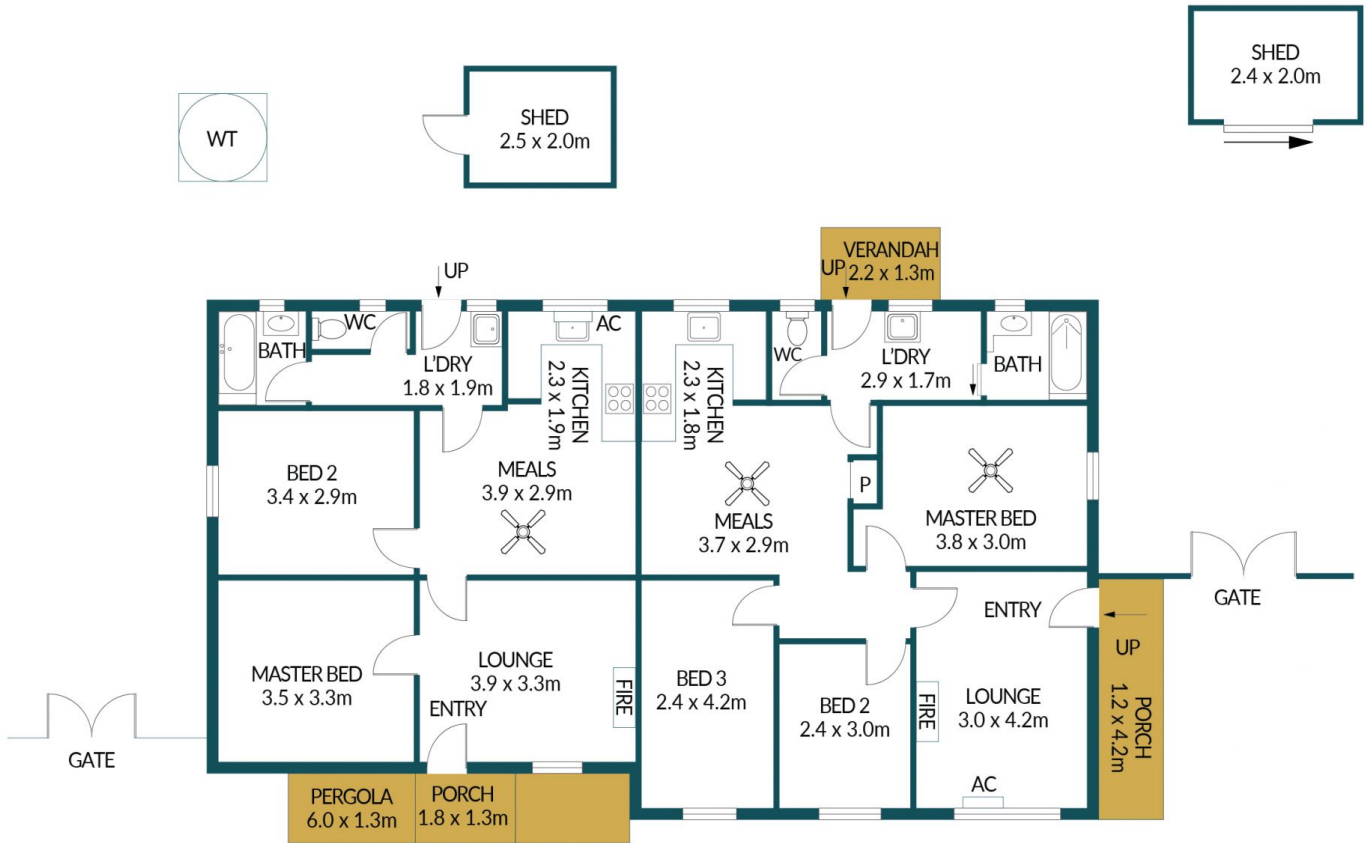 SHED
2.4 x 2.0m
WT
SHED
2.5 x 2.0m
VERANDAH
UP
2.2 x 1.3m
UP
WC
BATH
L'DRY
1.8 x 1.9m
AC
KITCHEN
2.3 x 1.9m
KITCHEN
2.3 x 1.8m
WC
L'DRY
2.9 x 1.7m
BATH
BED 2
3.4 x 2.9m
MEALS
3.9 x 2.9m
MEALS
3.7 x 2.9m
P
MASTER BED
3.8 x 3.0m
GATE
MASTER BED
3.5 x 3.3m
LOUNGE
3.9 x 3.3m
FIRE
ENTRY
BED 3
2.4 x 4.2m
BED 2
2.4 x 3.0m
ENTRY
FIRE
LOUNGE
3.0 x 4.2m
AC
UP
PORCH
1.2 x 4.2m
GATE
PERGOLA
6.0 x 1.3m
PORCH
1.8 x 1.3m